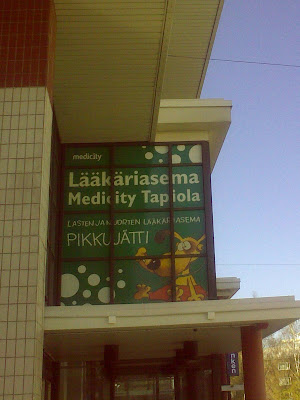 medicity
Lääkäriasema
Medicity Tapiola
LASTEN JA NUORTEN LÄÄKÄRIASEMA
PIKKUJÄTTI